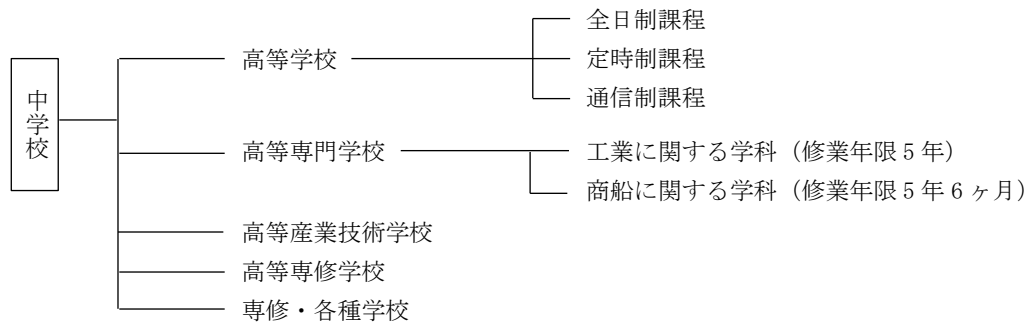 中学校
高等学校
全日制課程
定時制課程
通信制課程
高等専門学校
工業に関する学科（修業年限５年）
商船に関する学科（修業年限５年６ヶ月）
高等産業技術学校
高等専修学校
専修・各種学校